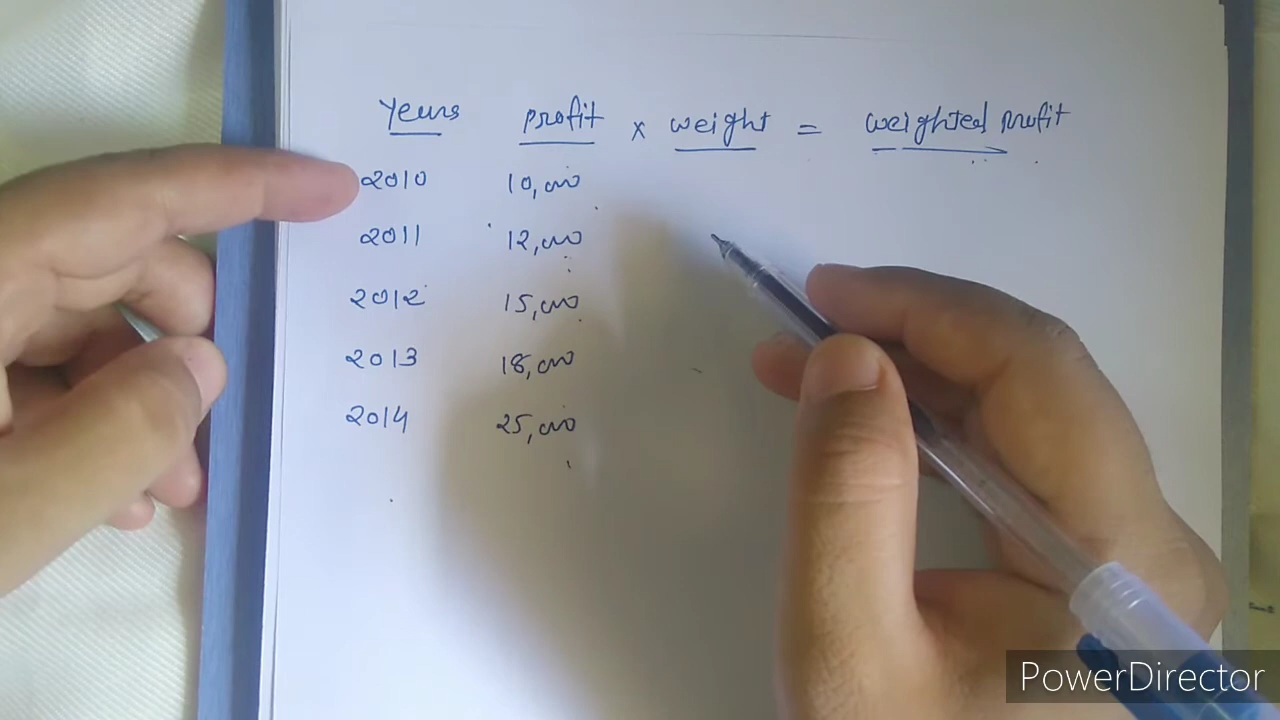 Years profit x weight = weighted profit
2010 10,000
2011 12,000
2012 15,000
2013 18,000
2014 25,000
PowerDirector